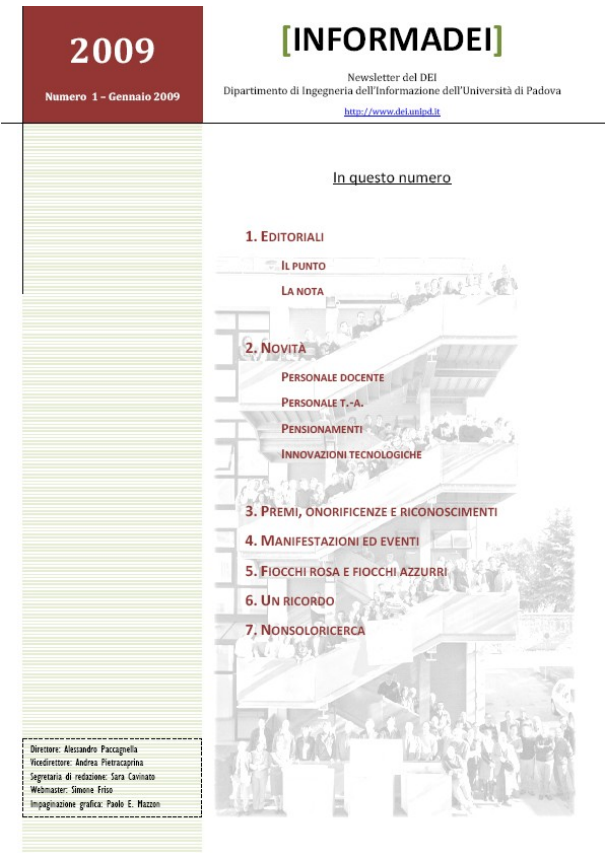 2009
Numero 1 – Gennaio 2009
[INFORMADEI]
Newsletter del DEI
Dipartimento di Ingegneria dell'Informazione dell'Università di Padova
http://www.dei.unipd.it
In questo numero
1. EDITORIALI
IL PUNTO
LA NOTA
2. NOVITÀ
PERSONALE DOCENTE
PERSONALE T.-A.
PENSIONAMENTI
INNOVAZIONI TECNOLOGICHE
3. PREMI, ONORIFICENZE E RICONOSCIMENTI
4. MANIFESTAZIONI ED EVENTI
5. FIOCCHI ROSA E FIOCCHI AZZURRI
6. UN RICORDO
7. NONSOLORICERCA
Direttore: Alessandro Paccagnella
Vicedirettore: Andrea Pietracaprina
Segretaria di redazione: Sara Cavinato
Webmaster: Simone Friso
Impaginazione grafica: Paolo E. Mazzon